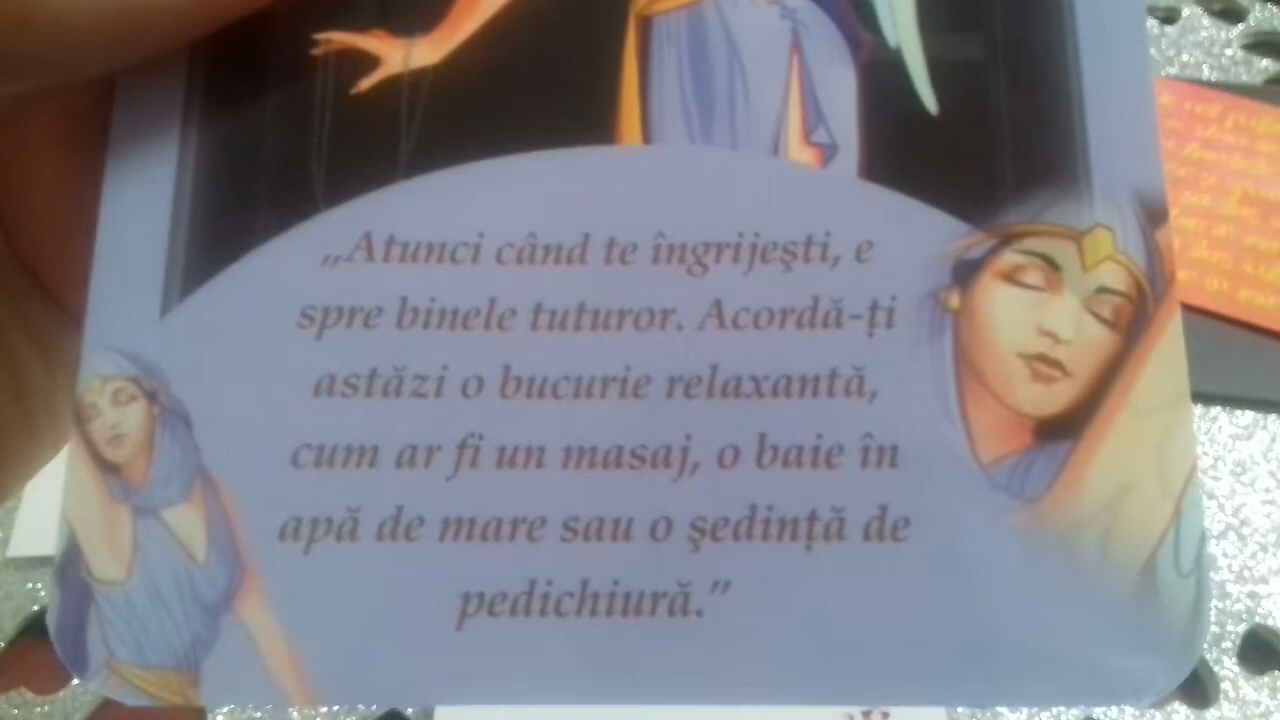 „Atunci când te îngrijeşti, e
spre binele tuturor. Acordă-ţi
astăzi o bucurie relaxantă,
cum ar fi un masaj, o baie în
apă de mare sau o şedinţă de
pedichiură.”